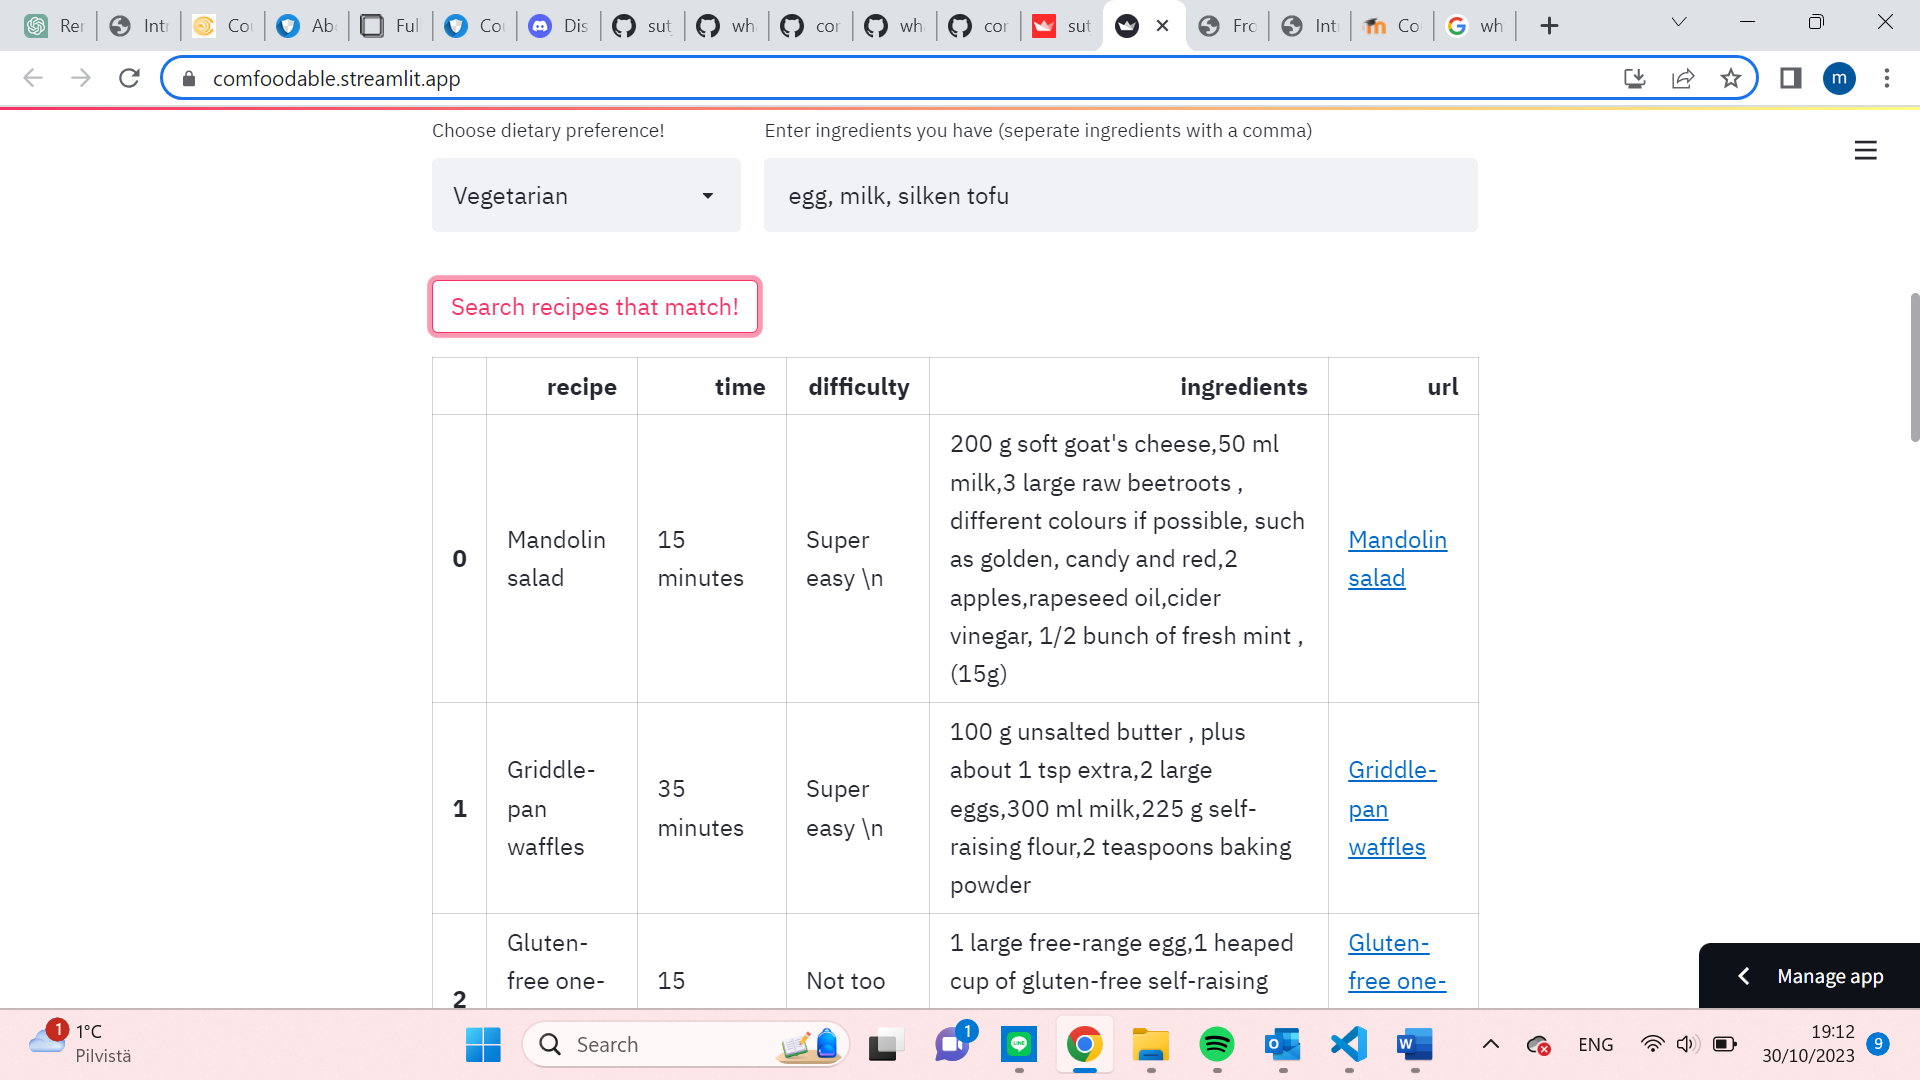 Rer Intr Co Ab Ful Co Dis sut wh cor wh cor sut Fro Intr Co wh
comfoodable.streamlit.app m
Choose dietary preference! Enter ingredients you have (seperate ingredients with a comma)
Vegetarian egg, milk, silken tofu
Search recipes that match!
recipe time difficulty ingredients url
0
Mandolin
salad
15
minutes
Super
easy \n
200 g soft goat's cheese,50 ml
milk,3 large raw beetroots ,
different colours if possible, such
as golden, candy and red,2
apples,rapeseed oil,cider
vinegar, 1/2 bunch of fresh mint ,
(15g)
Mandolin
salad
1
Griddle-
pan
waffles
35
minutes
Super
easy \n
100 g unsalted butter , plus
about 1 tsp extra,2 large
eggs,300 ml milk,225 g self-
raising flour,2 teaspoons baking
powder
Griddle-
pan
waffles
2
Gluten-
free one-
15
Not too
1 large free-range egg,1 heaped
cup of gluten-free self-raising
Gluten-
free one-
Manage app
1
1°C
Pilvistä
Search
1
LINE
W
ENG
19:12
30/10/2023
9